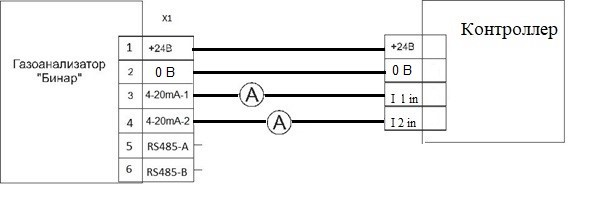 X1
Контроллер
Газоанализатор
"Бинар"
1 +24В +24В
2 0 В 0 В
3 4-20mA-1 A I 1 in
4 4-20mA-2 A I 2 in
5 RS485-A
6 RS485-B